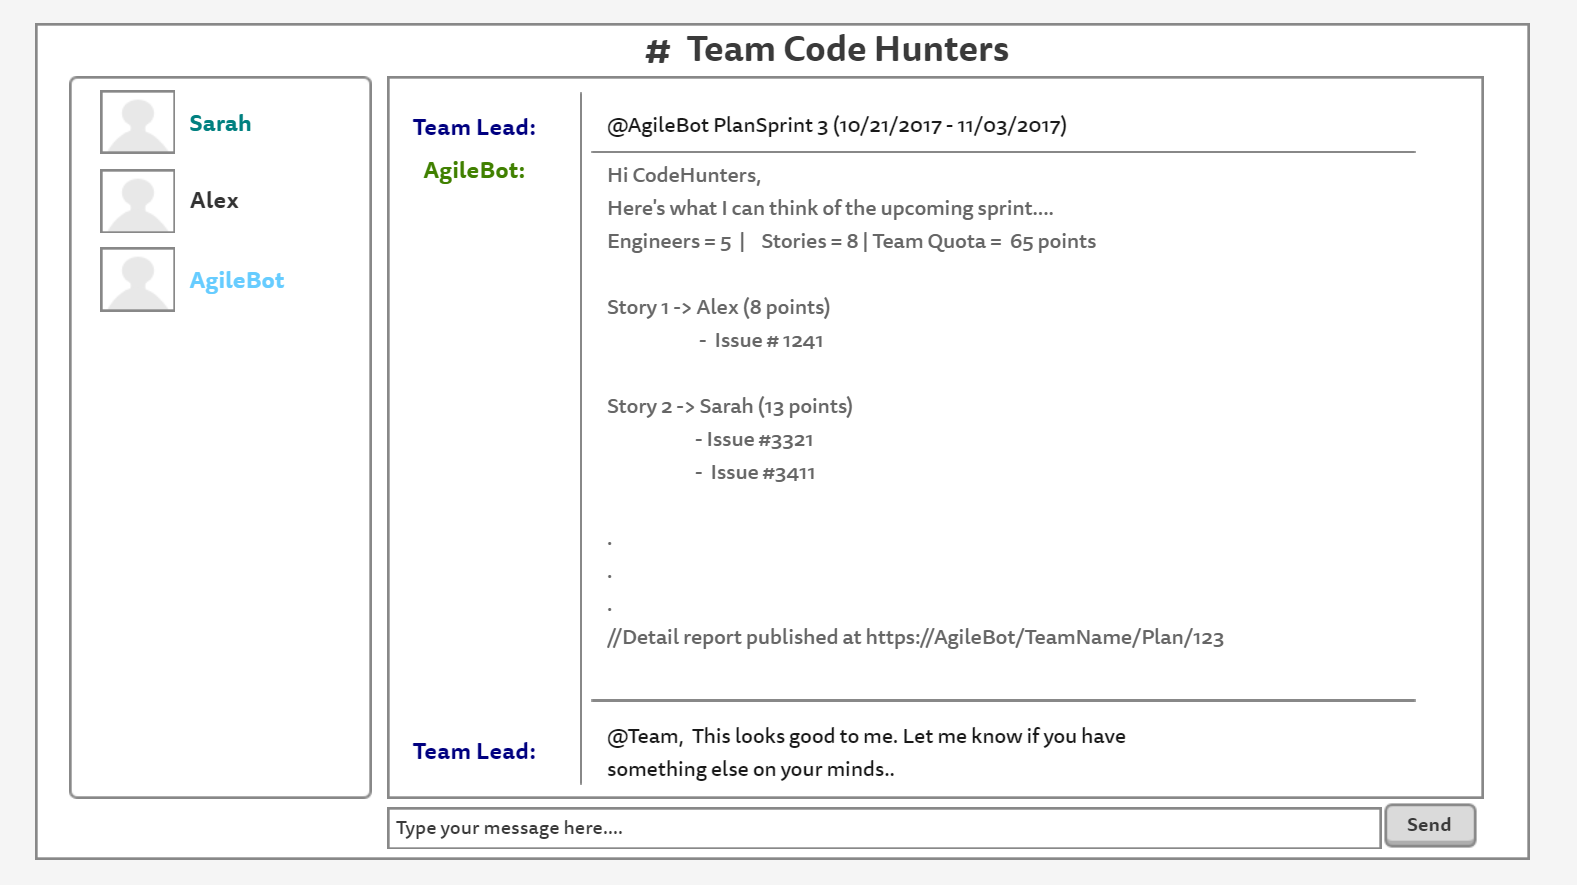 # Team Code Hunters
Sarah
Alex
AgileBot
Team Lead: @AgileBot PlanSprint 3 (10/21/2017 - 11/03/2017)
AgileBot: Hi CodeHunters,
Here's what I can think of the upcoming sprint....
Engineers = 5 | Stories = 8 | Team Quota = 65 points
Story 1 -> Alex (8 points)
- Issue # 1241
Story 2 -> Sarah (13 points)
- Issue #3321
- Issue #3411
.
.
.
//Detail report published at https://AgileBot/TeamName/Plan/123
Team Lead: @Team, This looks good to me. Let me know if you have
something else on your minds..
Type your message here....
Send